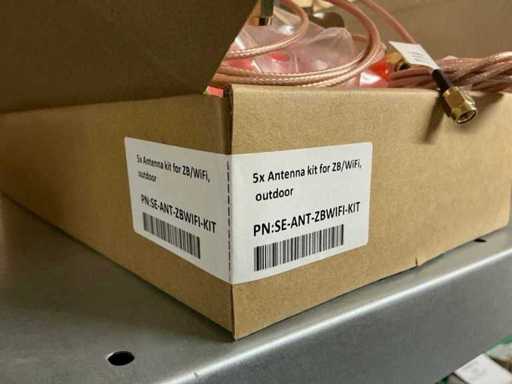 5x Antenna kit for ZB/WiFi,
outdoor
PN:SE-ANT-ZBWIFI-KIT
5x Antenna kit for ZB/WiFi,
outdoor
PN:SE-ANT-ZBWIFI-KIT